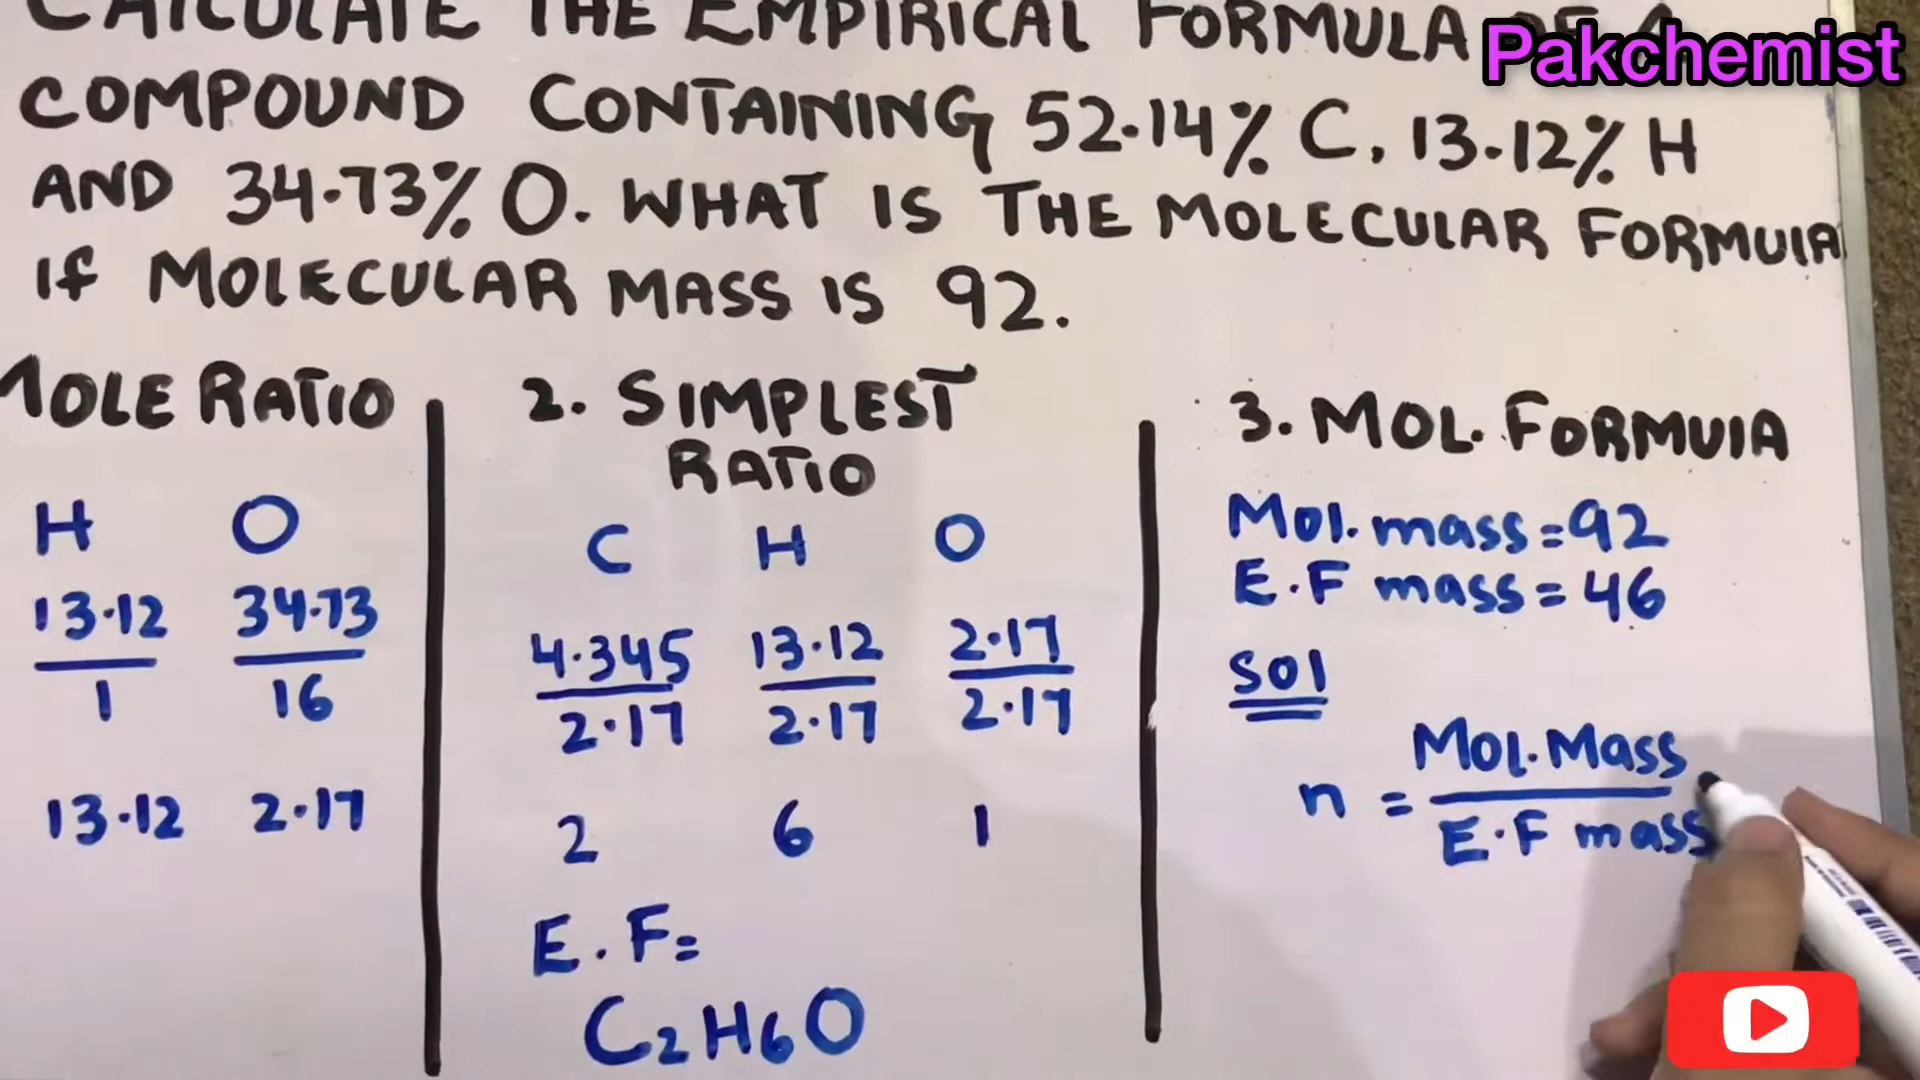 CALCULATE THE EMPIRICAL FORMULA OF A
Pakchemist
COMPOUND CONTAINING 52.14% C, 13.12% H
AND 34.73% O. WHAT IS THE MOLECULAR FORMULA
IF MOLECULAR MASS IS 92.
MOLE RATIO
H O
13.12 34.73
1 16
13.12 2.17
2. SIMPLEST
RATIO
C H O
4.345 13.12 2.17
2.17 2.17 2.17
2 6 1
E.F=
C2H6O
3. MOL. FORMULA
Mol. mass = 92
E.F mass = 46
Sol
n = Mol. Mass
E.F mass